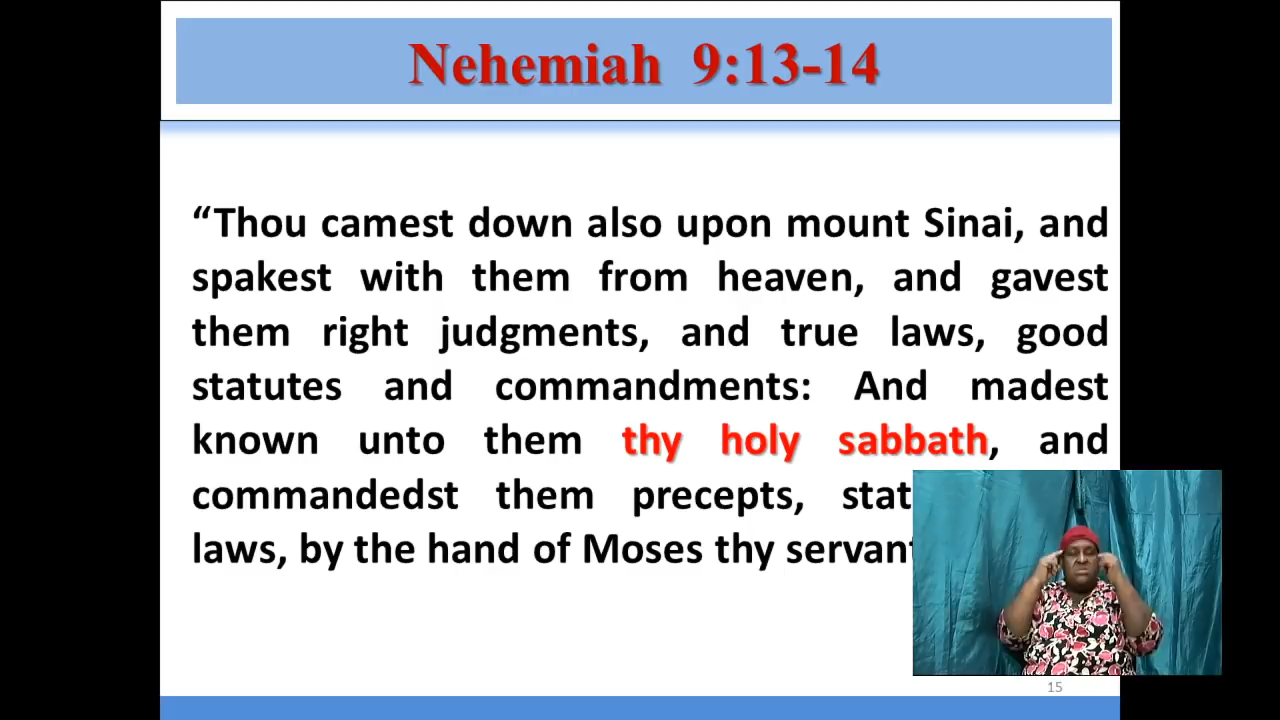 Nehemiah 9:13-14
“Thou camest down also upon mount Sinai, and
spakest with them from heaven, and gavest
them right judgments, and true laws, good
statutes and commandments: And madest
known unto them thy holy sabbath, and
commandedst them precepts,
laws, by the hand of Moses thy servant
15